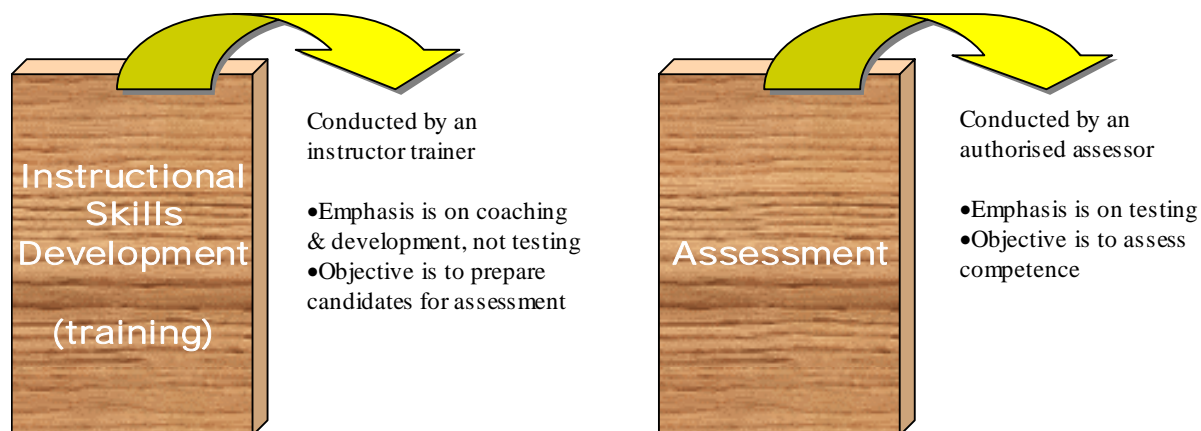 Instructional
Skills
Development
(training)
Conducted by an
instructor trainer
•Emphasis is on coaching
& development, not testing
•Objective is to prepare
candidates for assessment
Assessment
Conducted by an
authorised assessor
•Emphasis is on testing
•Objective is to assess
competence